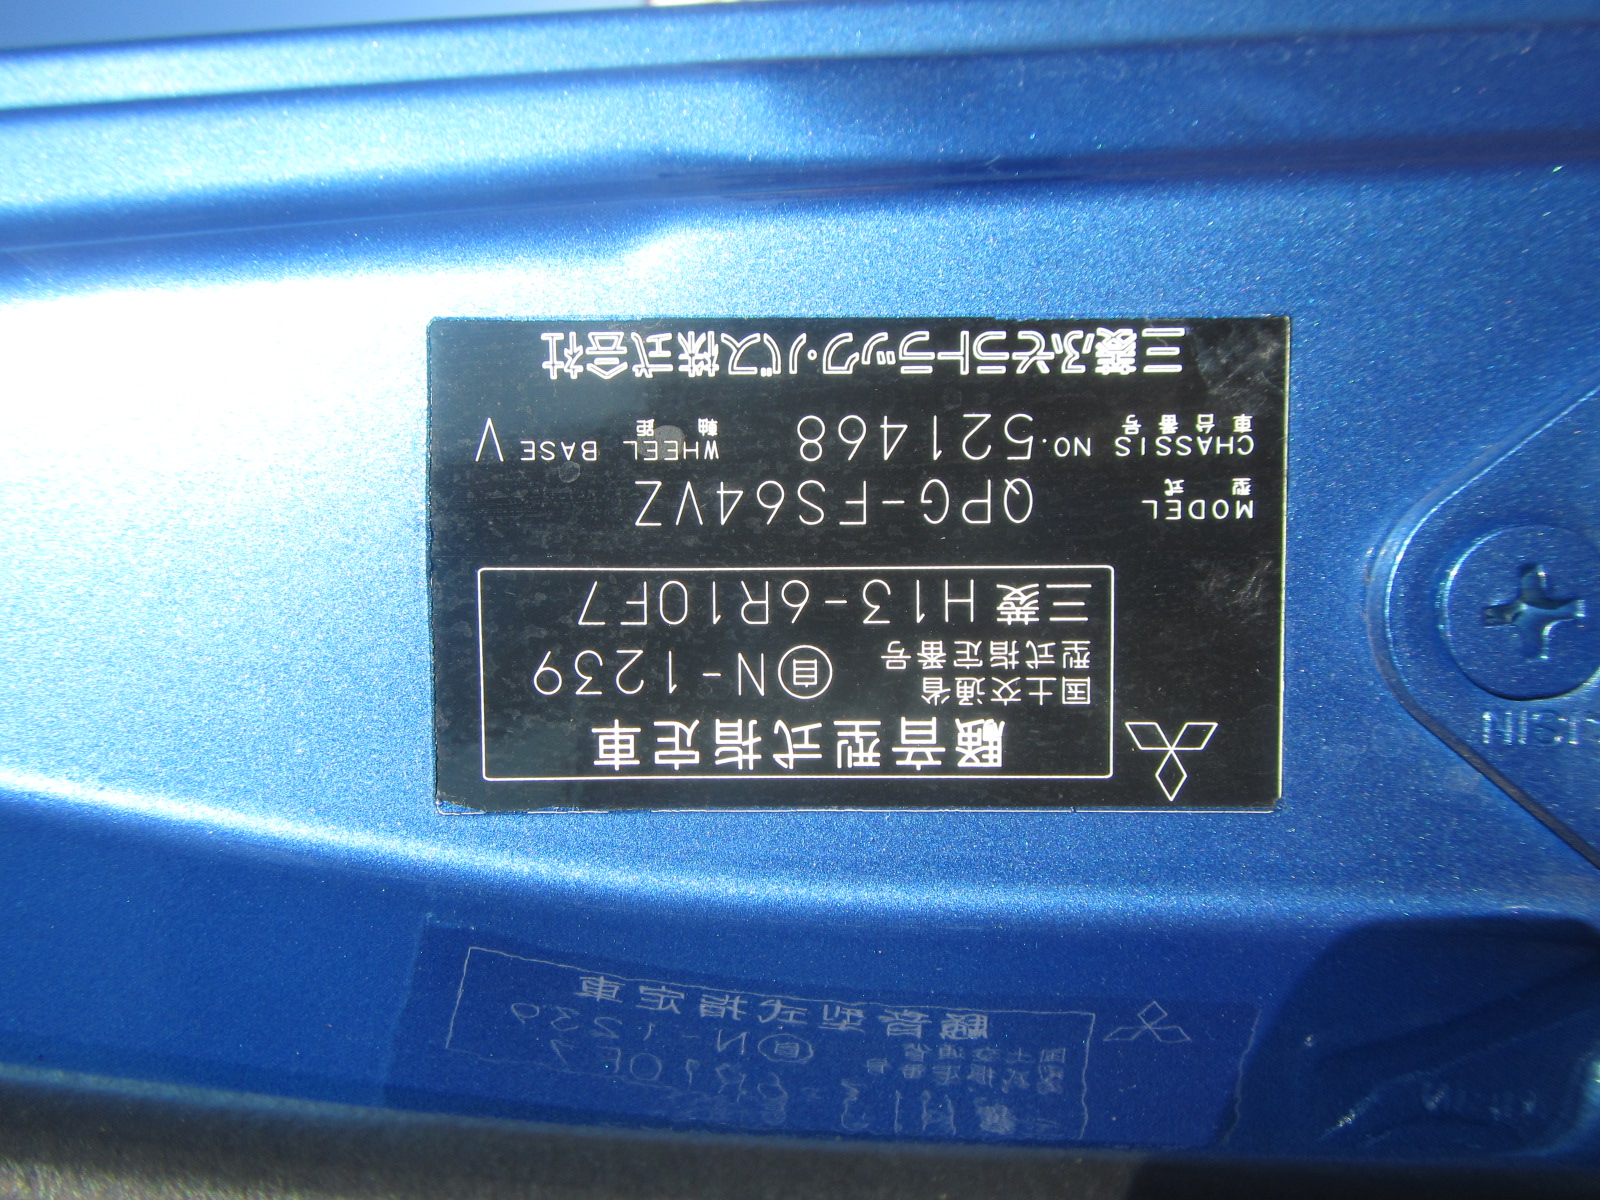 騒音型式指定車
国土交通省
型式指定番号 自N-1239
三菱 H13-6R10F7
MODEL
型式 QPG-FS64VZ
CHASSIS NO. 521468 WHEEL BASE V
車台番号 軸距
三菱ふそうトラック・バス株式会社